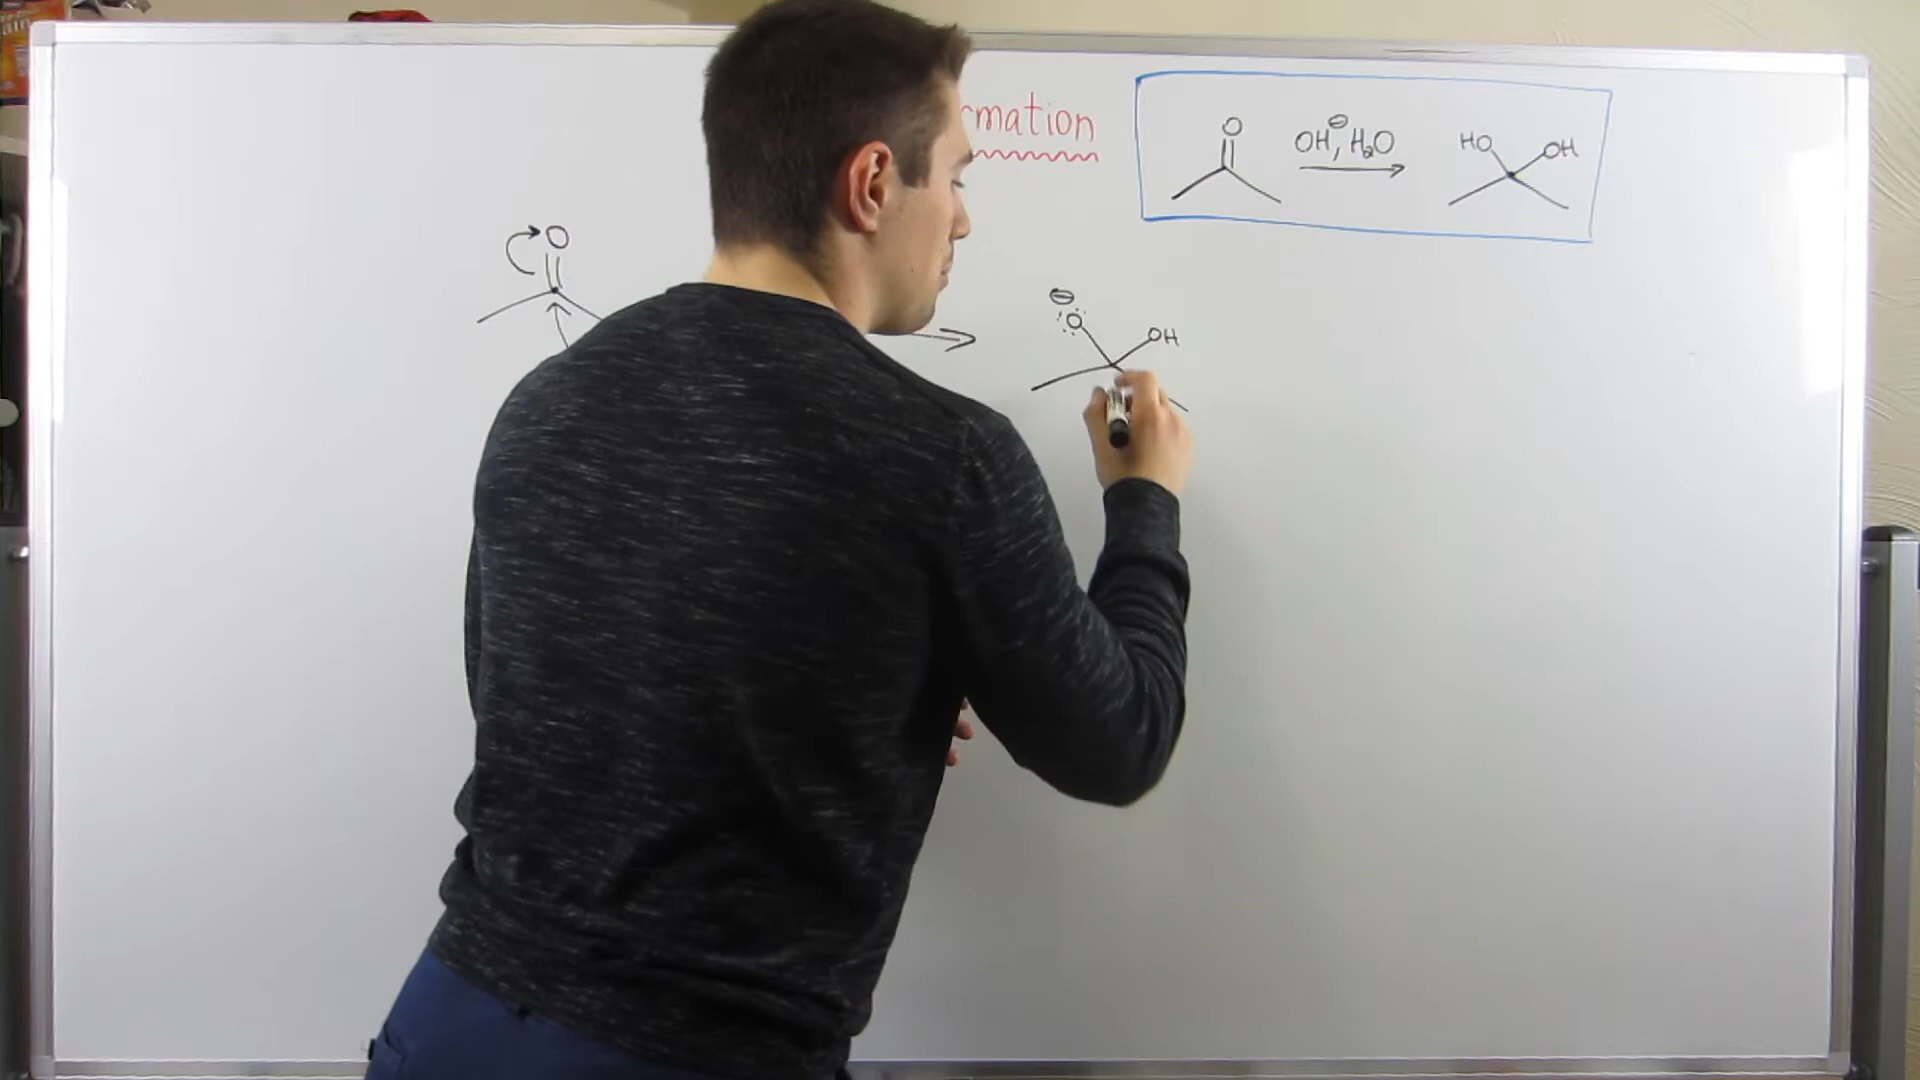 rmation
O
OH⊖, H₂O
HO OH
O
⊖
:O: OH